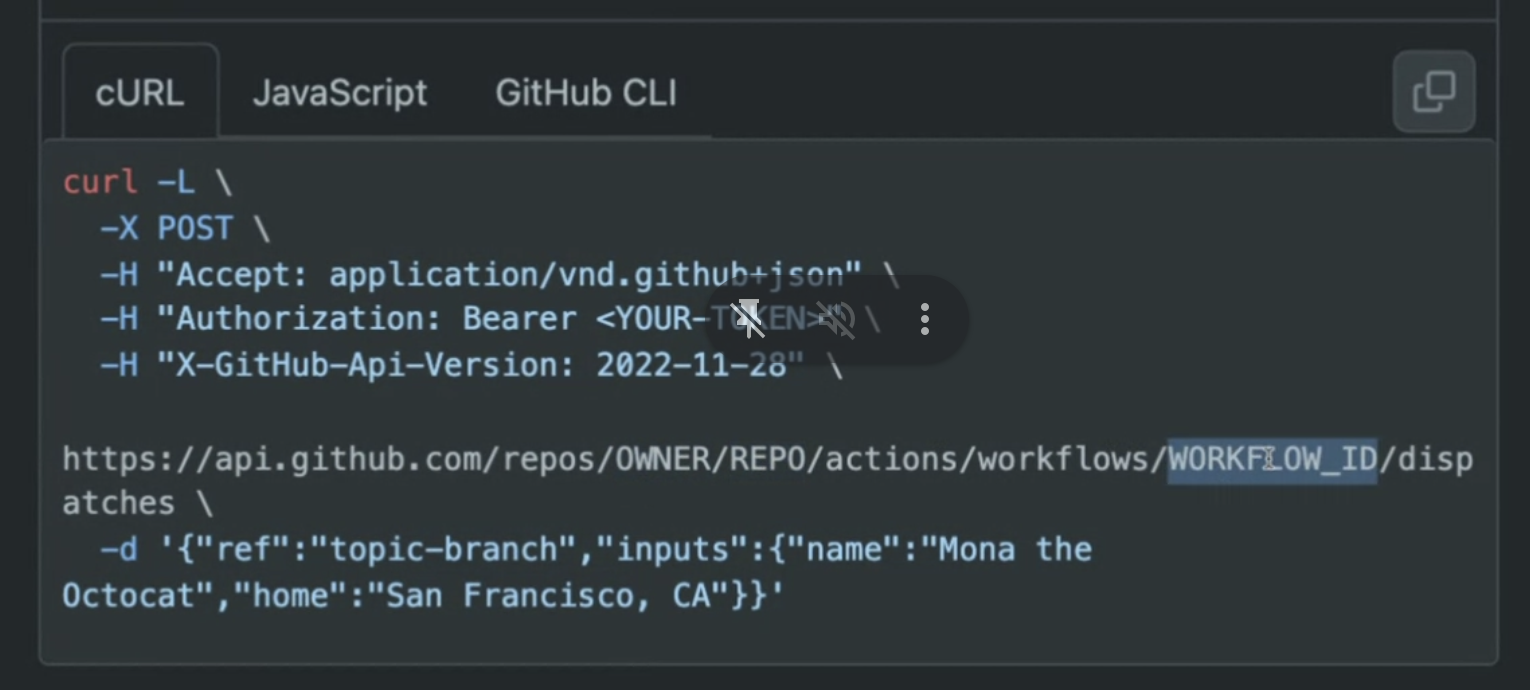 cURL JavaScript GitHub CLI
curl -L \
-X POST \
-H "Accept: application/vnd.github+json" \
-H "Authorization: Bearer <YOUR-TOKEN>" \
-H "X-GitHub-Api-Version: 2022-11-28" \
https://api.github.com/repos/OWNER/REPO/actions/workflows/WORKFLOW_ID/disp
atches \
-d '{"ref":"topic-branch","inputs":{"name":"Mona the
Octocat","home":"San Francisco, CA"}}'